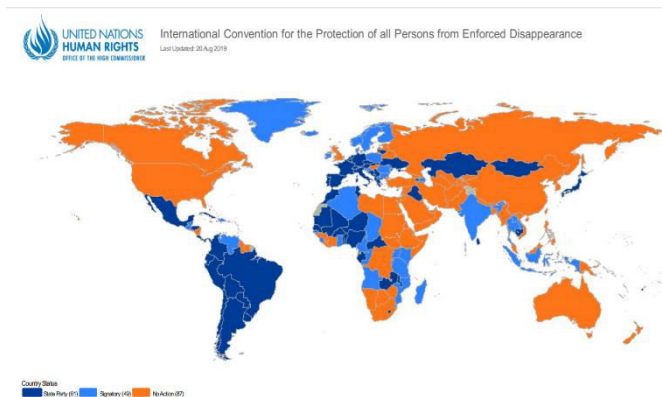 UNITED NATIONS
HUMAN RIGHTS
OFFICE OF THE HIGH COMMISSIONER
International Convention for the Protection of all Persons from Enforced Disappearance
Last Updated: 20 Aug 2019
Country Status
State Party (61) Signatory (49) No Action (87)